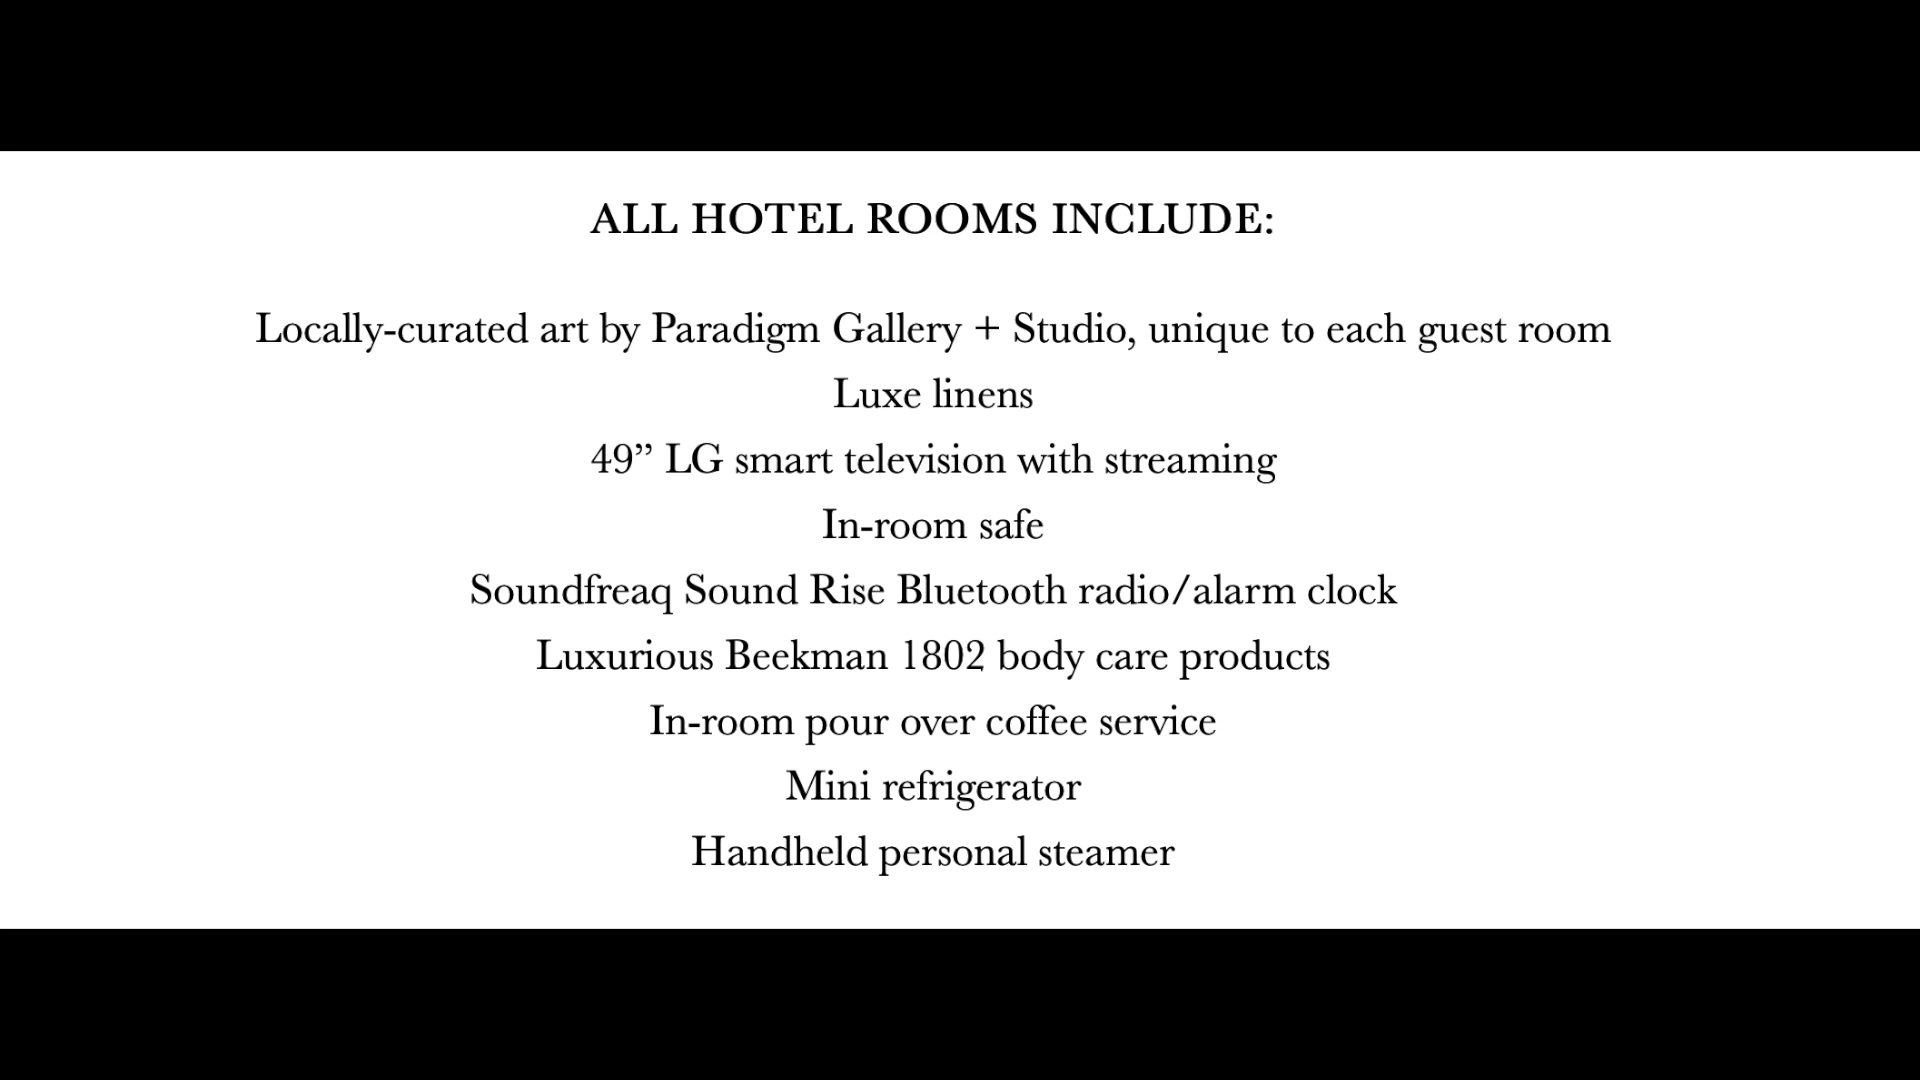 ALL HOTEL ROOMS INCLUDE:
Locally-curated art by Paradigm Gallery + Studio, unique to each guest room
Luxe linens
49” LG smart television with streaming
In-room safe
Soundfreaq Sound Rise Bluetooth radio/alarm clock
Luxurious Beekman 1802 body care products
In-room pour over coffee service
Mini refrigerator
Handheld personal steamer